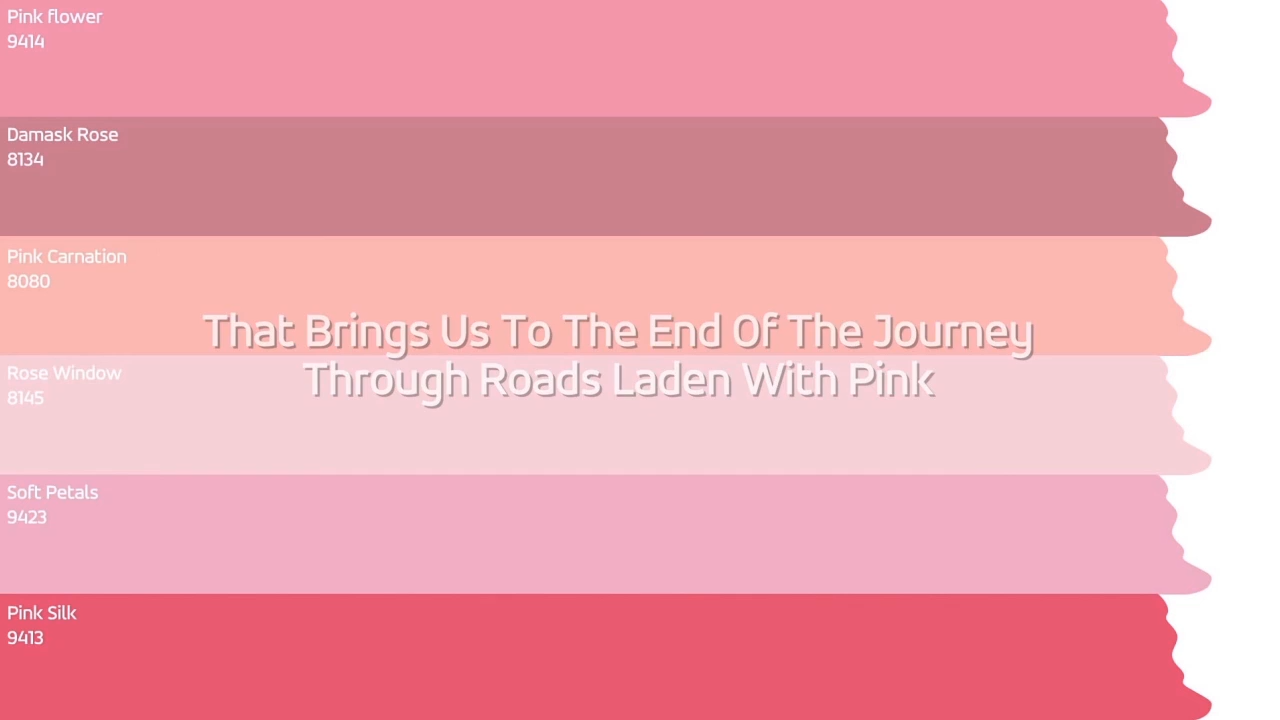 Pink flower
9414
Damask Rose
8134
Pink Carnation
8080
That Brings Us To The End Of The Journey
Through Roads Laden With Pink
Rose Window
8145
Soft Petals
9423
Pink Silk
9413